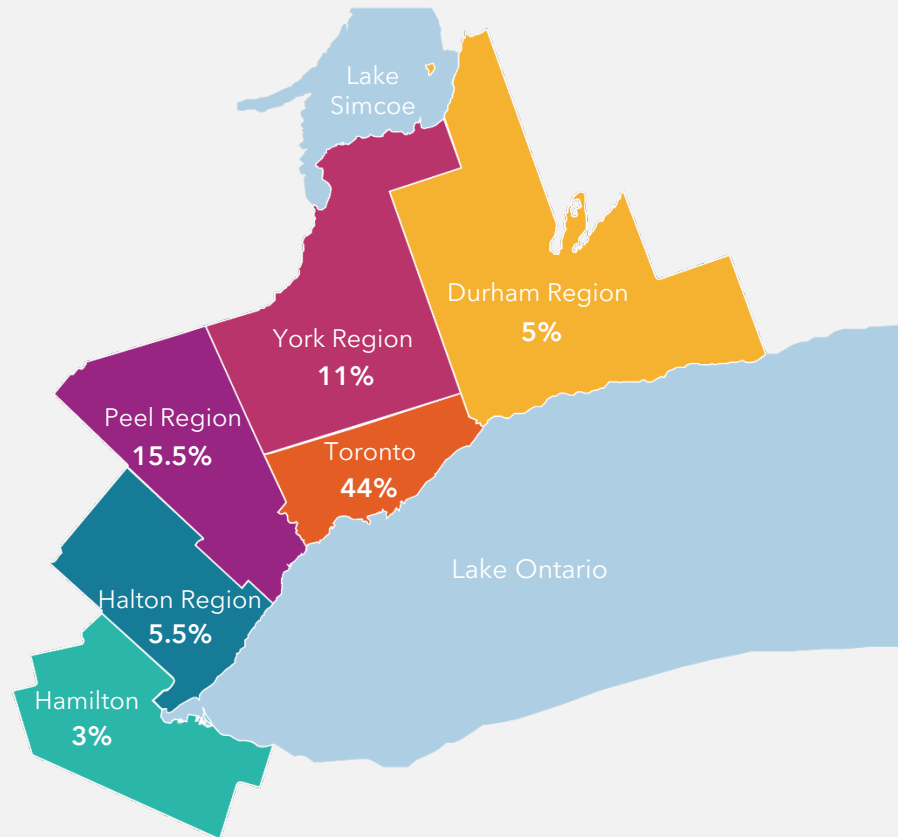 Lake
Simcoe
Durham Region
5%
York Region
11%
Peel Region
15.5%
Toronto
44%
Lake Ontario
Halton Region
5.5%
Hamilton
3%